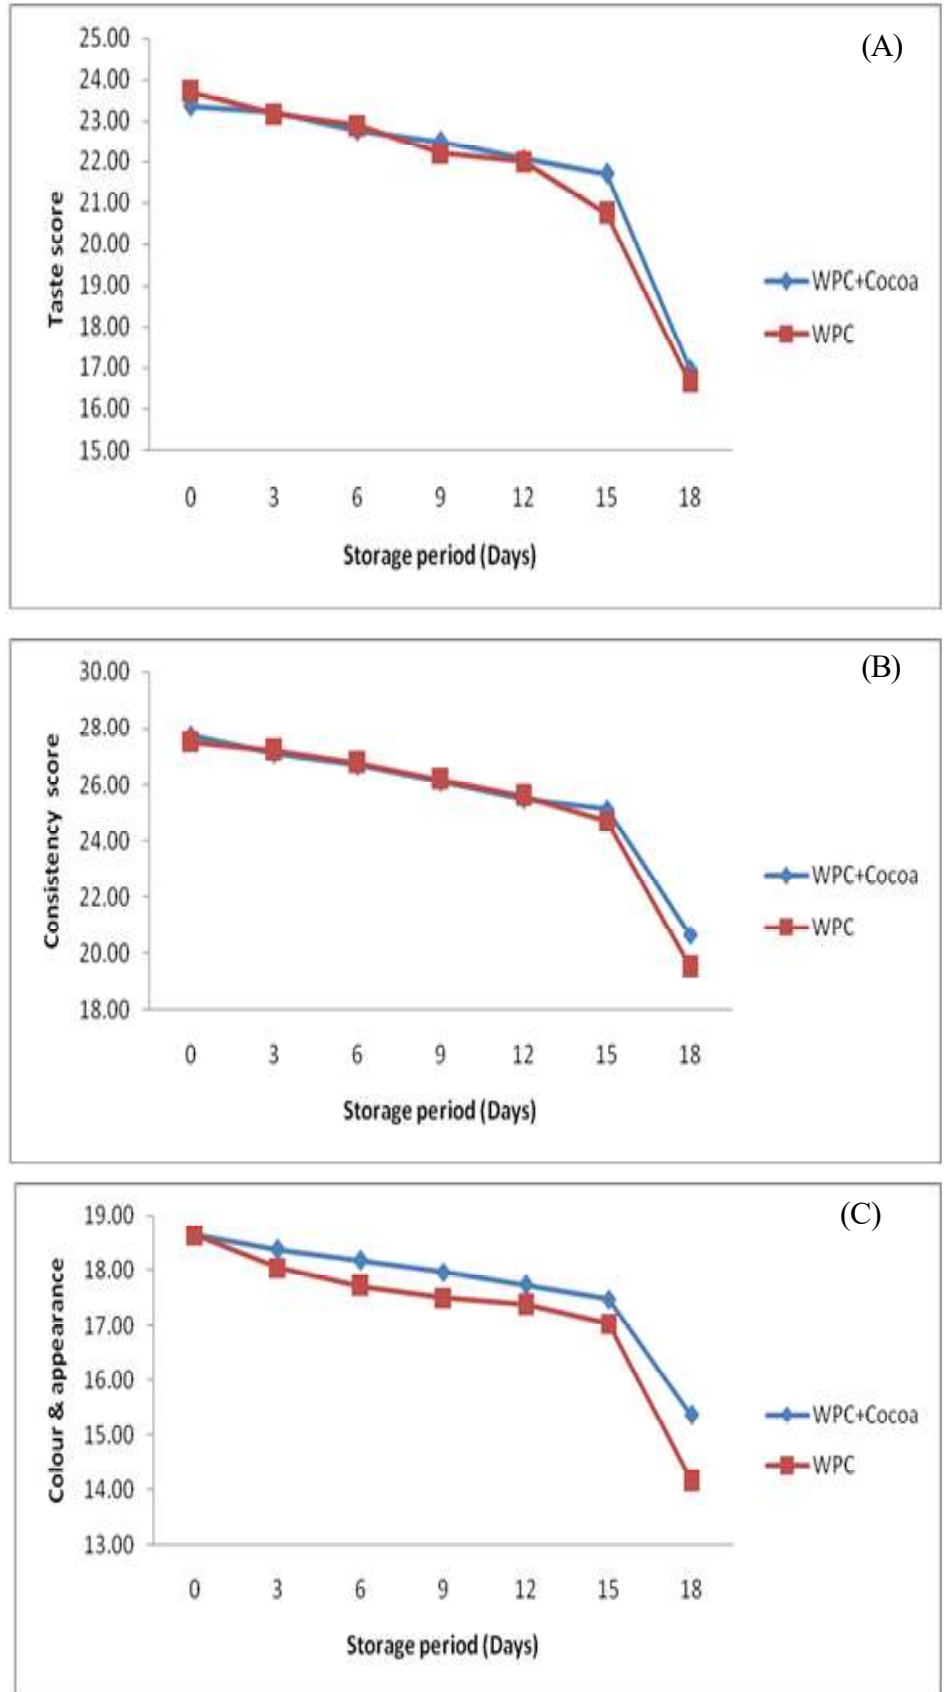 (A)
25.00
24.00
23.00
22.00
21.00
20.00
19.00
18.00
17.00
16.00
15.00
Taste score
WPC+Cocoa
WPC
0 3 6 9 12 15 18
Storage period (Days)
(B)
30.00
28.00
26.00
24.00
22.00
20.00
18.00
Consistency score
WPC+Cocoa
WPC
0 3 6 9 12 15 18
Storage period (Days)
(C)
19.00
18.00
17.00
16.00
15.00
14.00
13.00
Colour & appearance
WPC+Cocoa
WPC
0 3 6 9 12 15 18
Storage period (Days)